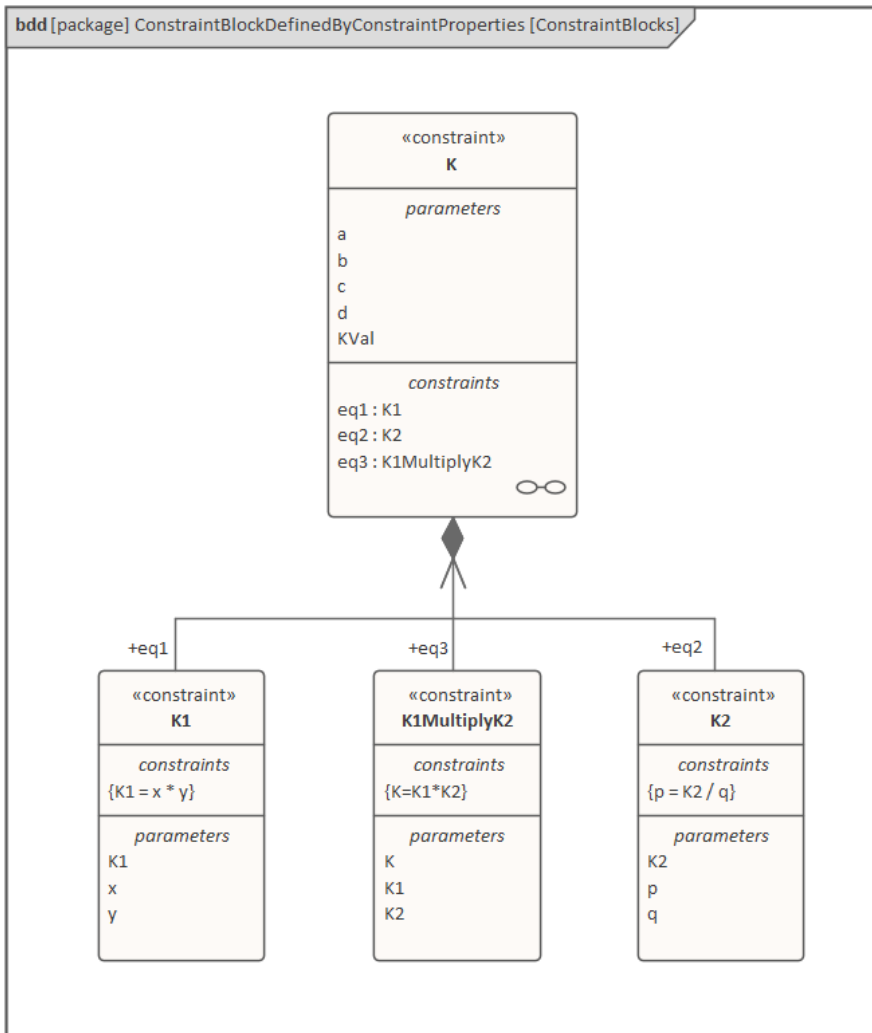 bdd [package] ConstraintBlockDefinedByConstraintProperties [ConstraintBlocks]
«constraint»
K
parameters
a
b
c
d
KVal
constraints
eq1 : K1
eq2 : K2
eq3 : K1MultiplyK2
+eq1
+eq3
+eq2
«constraint»
K1
constraints
{K1 = x * y}
parameters
K1
x
y
«constraint»
K1MultiplyK2
constraints
{K=K1*K2}
parameters
K
K1
K2
«constraint»
K2
constraints
{p = K2 / q}
parameters
K2
p
q